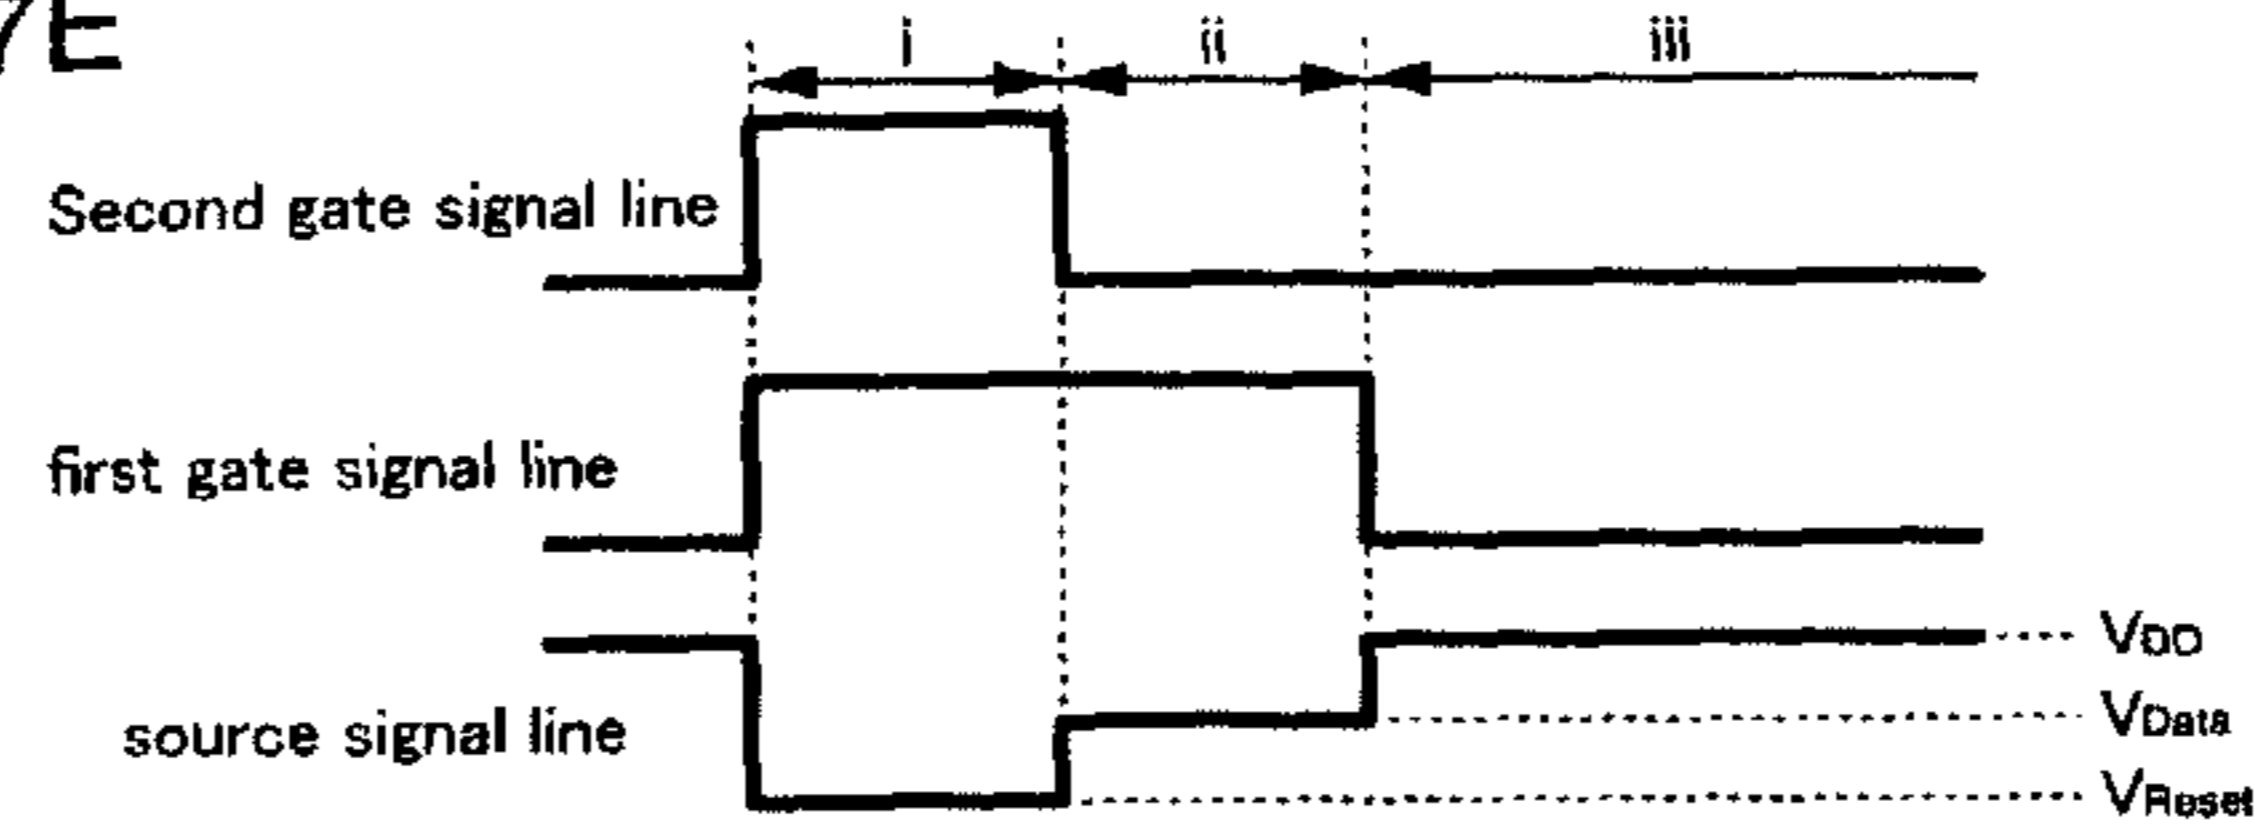 7E
i ii iii
Second gate signal line
first gate signal line
source signal line
VDD
VData
VReset